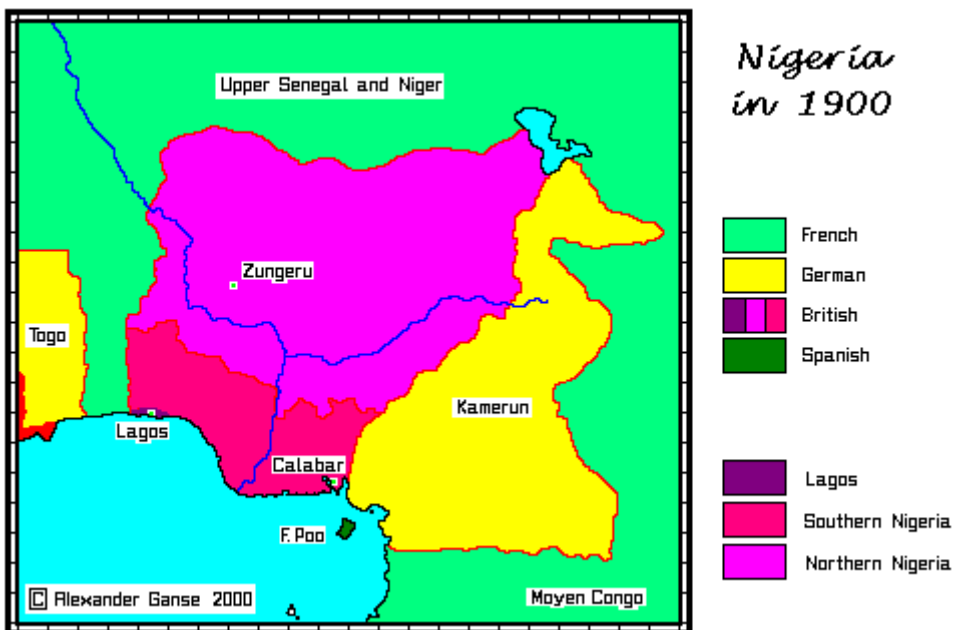 Nigeria
in 1900
Upper Senegal and Niger
Zungeru
Togo
Kamerun
Lagos
Calabar
F. Poo
Moyen Congo
C Alexander Ganse 2000
French
German
British
Spanish
Lagos
Southern Nigeria
Northern Nigeria